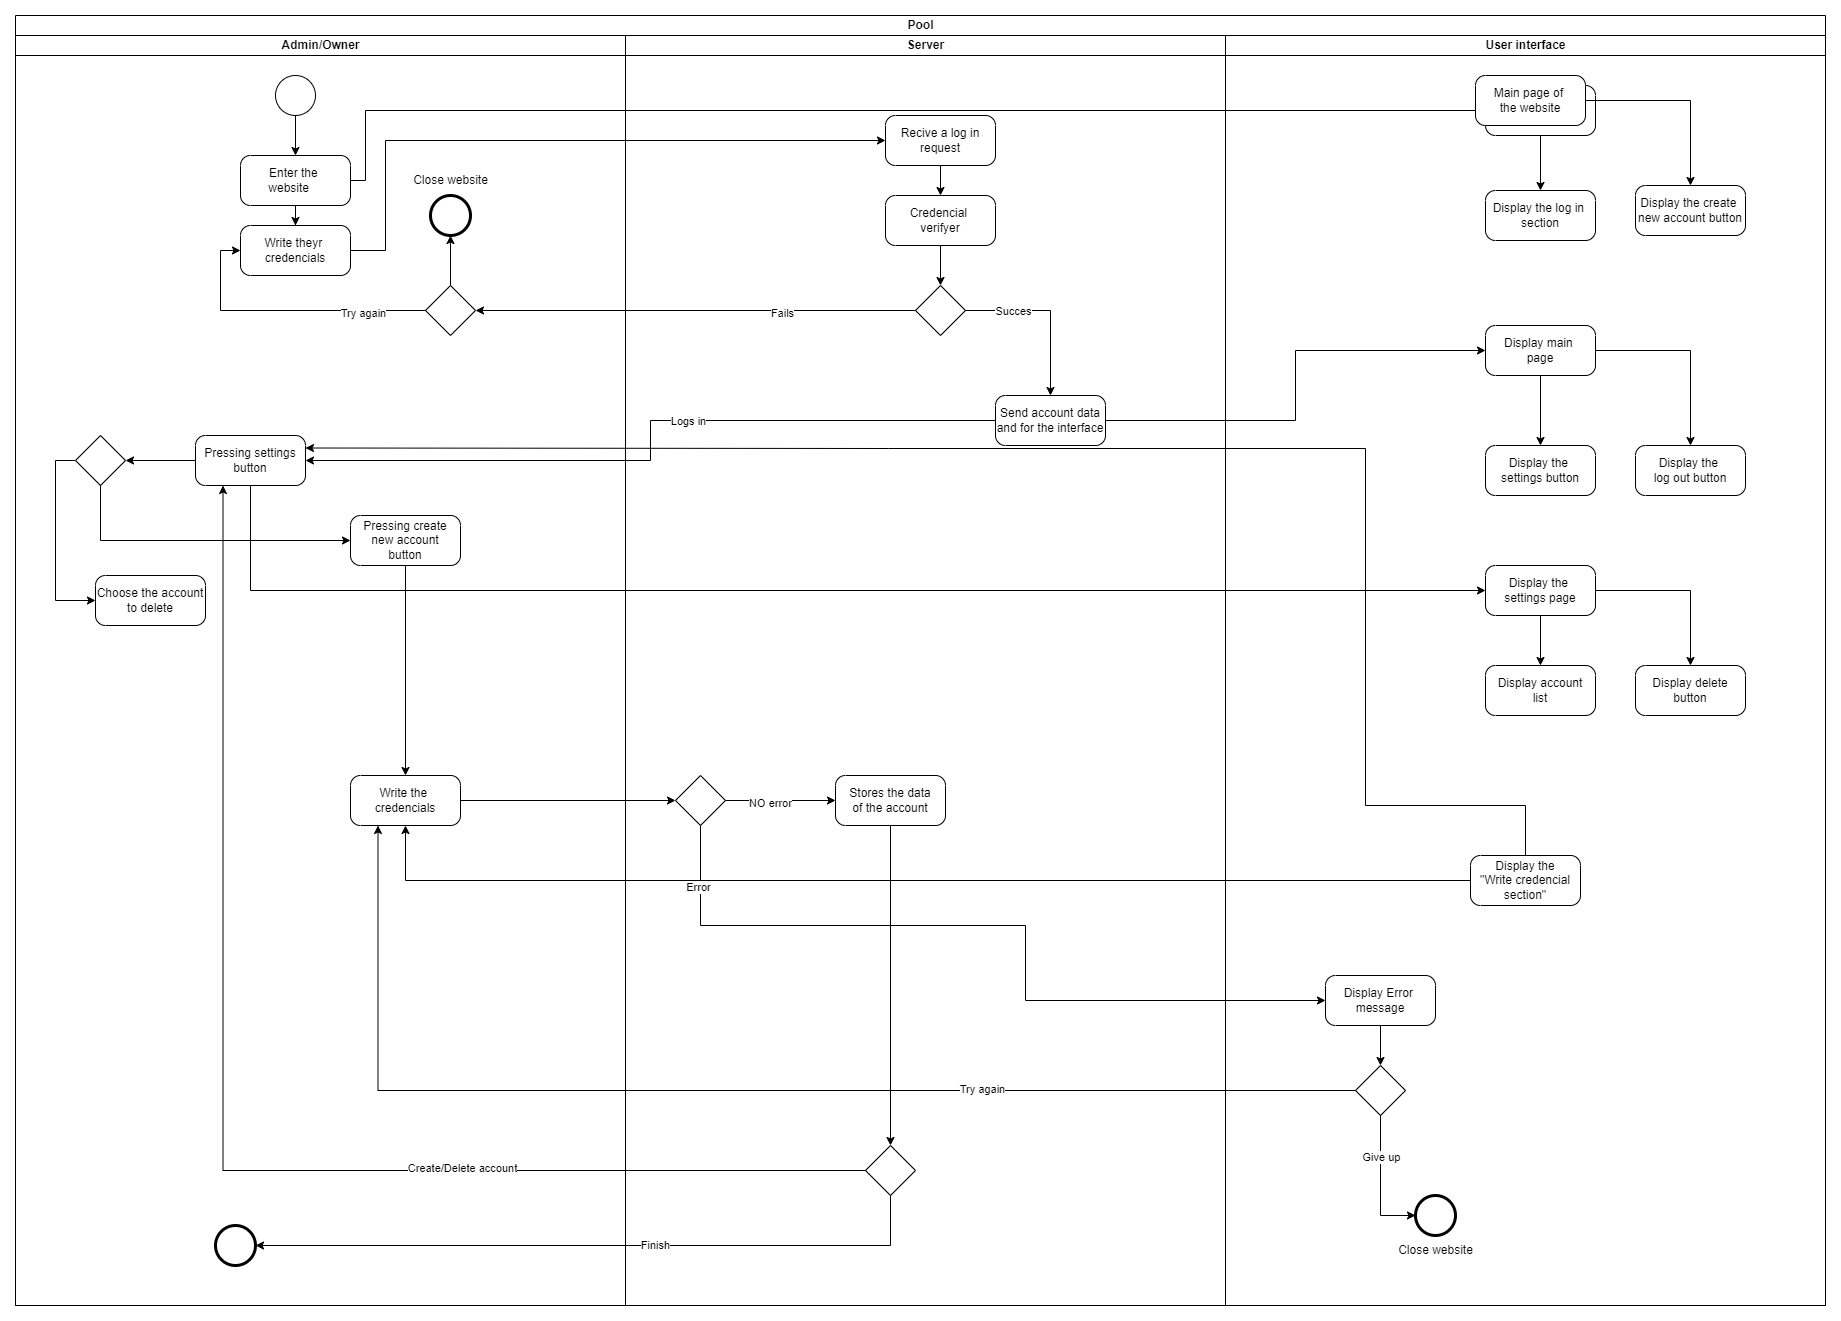 Pool
Admin/Owner
Server
User interface
Main page of
the website
Recive a log in
request
Enter the
website
Close website
Display the log in
section
Display the create
new account button
Credencial
verifyer
Write theyr
credencials
Try again
Fails
Succes
Display main
page
Send account data
and for the interface
Logs in
Pressing settings
button
Display the
settings button
Display the
log out button
Pressing create
new account
button
Choose the account
to delete
Display the
settings page
Display account
list
Display delete
button
Write the
credencials
NO error
Stores the data
of the account
Error
Display the
"Write credencial
section"
Display Error
message
Try again
Give up
Create/Delete account
Finish
Close website